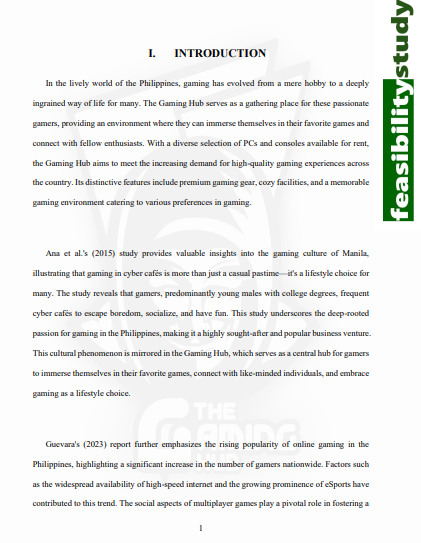 feasibilitystudy
I. INTRODUCTION
In the lively world of the Philippines, gaming has evolved from a mere hobby to a deeply
ingrained way of life for many. The Gaming Hub serves as a gathering place for these passionate
gamers, providing an environment where they can immerse themselves in their favorite games and
connect with fellow enthusiasts. With a diverse selection of PCs and consoles available for rent,
the Gaming Hub aims to meet the increasing demand for high-quality gaming experiences across
the country. Its distinctive features include premium gaming gear, cozy facilities, and a memorable
gaming environment catering to various preferences in gaming.
Ana et al.'s (2015) study provides valuable insights into the gaming culture of Manila,
illustrating that gaming in cyber cafés is more than just a casual pastime—it's a lifestyle choice for
many. The study reveals that gamers, predominantly young males with college degrees, frequent
cyber cafés to escape boredom, socialize, and have fun. This study underscores the deep-rooted
passion for gaming in the Philippines, making it a highly sought-after and popular business venture.
This cultural phenomenon is mirrored in the Gaming Hub, which serves as a central hub for gamers
to immerse themselves in their favorite games, connect with like-minded individuals, and embrace
gaming as a lifestyle choice.
THE
GAMING
HUB
Guevara's (2023) report further emphasizes the rising popularity of online gaming in the
Philippines, highlighting a significant increase in the number of gamers nationwide. Factors such
as the widespread availability of high-speed internet and the growing prominence of eSports have
contributed to this trend. The social aspects of multiplayer games play a pivotal role in fostering a
1